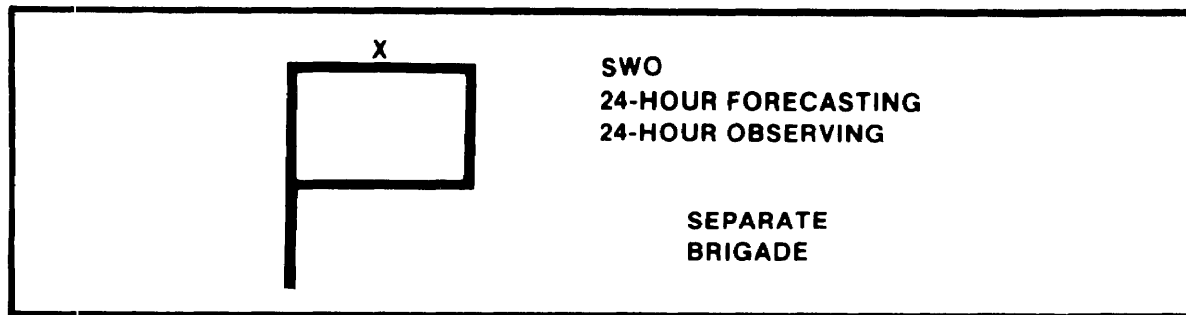 X
SWO
24-HOUR FORECASTING
24-HOUR OBSERVING
SEPARATE
BRIGADE